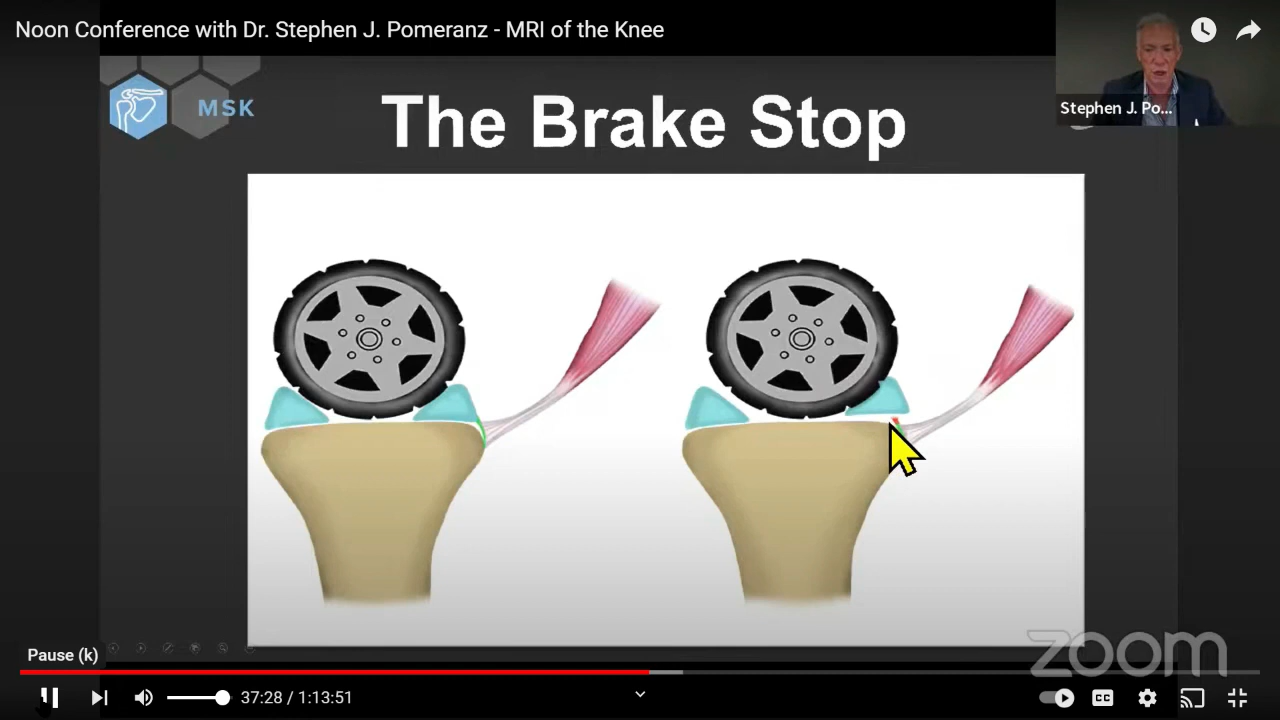 Noon Conference with Dr. Stephen J. Pomeranz - MRI of the Knee
MSK
The Brake Stop
Stephen J. Po...
zoom
Pause (k)
37:28 / 1:13:51
CC